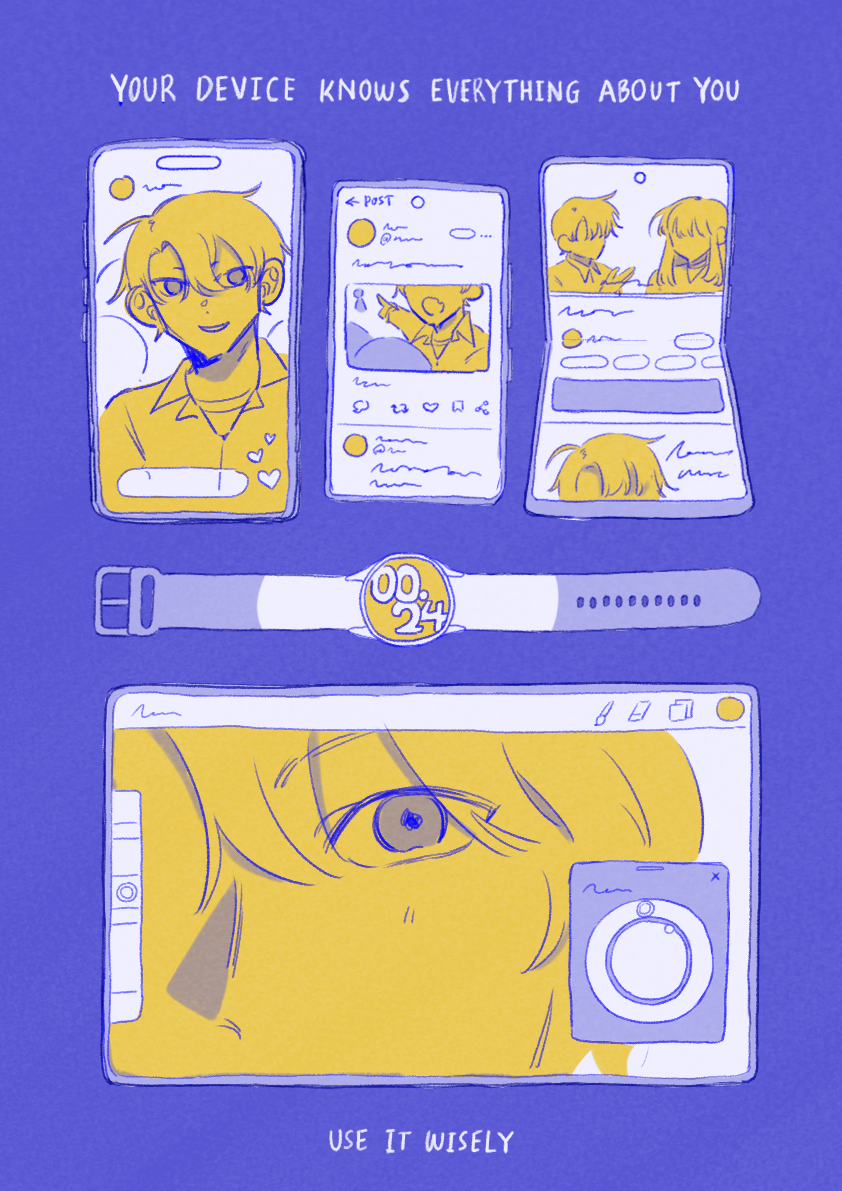 YOUR DEVICE KNOWS EVERYTHING ABOUT YOU
← POST
@
@
00.
24
USE IT WISELY